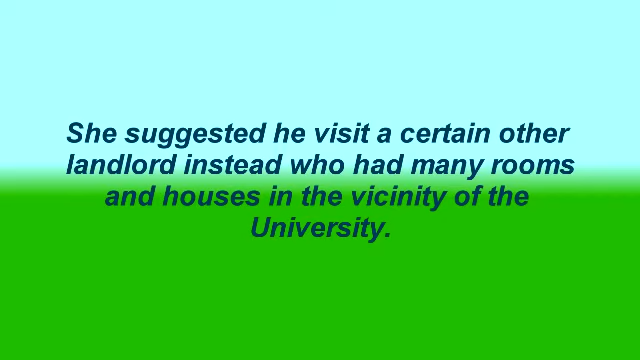 She suggested he visit a certain other
landlord instead who had many rooms
and houses in the vicinity of the
University.